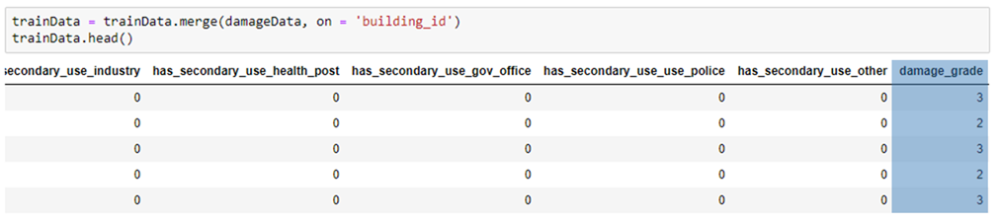 trainData = trainData.merge(damageData, on = 'building_id')
trainData.head()
secondary_use_industry has_secondary_use_health_post has_secondary_use_gov_office has_secondary_use_use_police has_secondary_use_other damage_grade
0 0 0 0 0 3
0 0 0 0 0 2
0 0 0 0 0 3
0 0 0 0 0 2
0 0 0 0 0 3